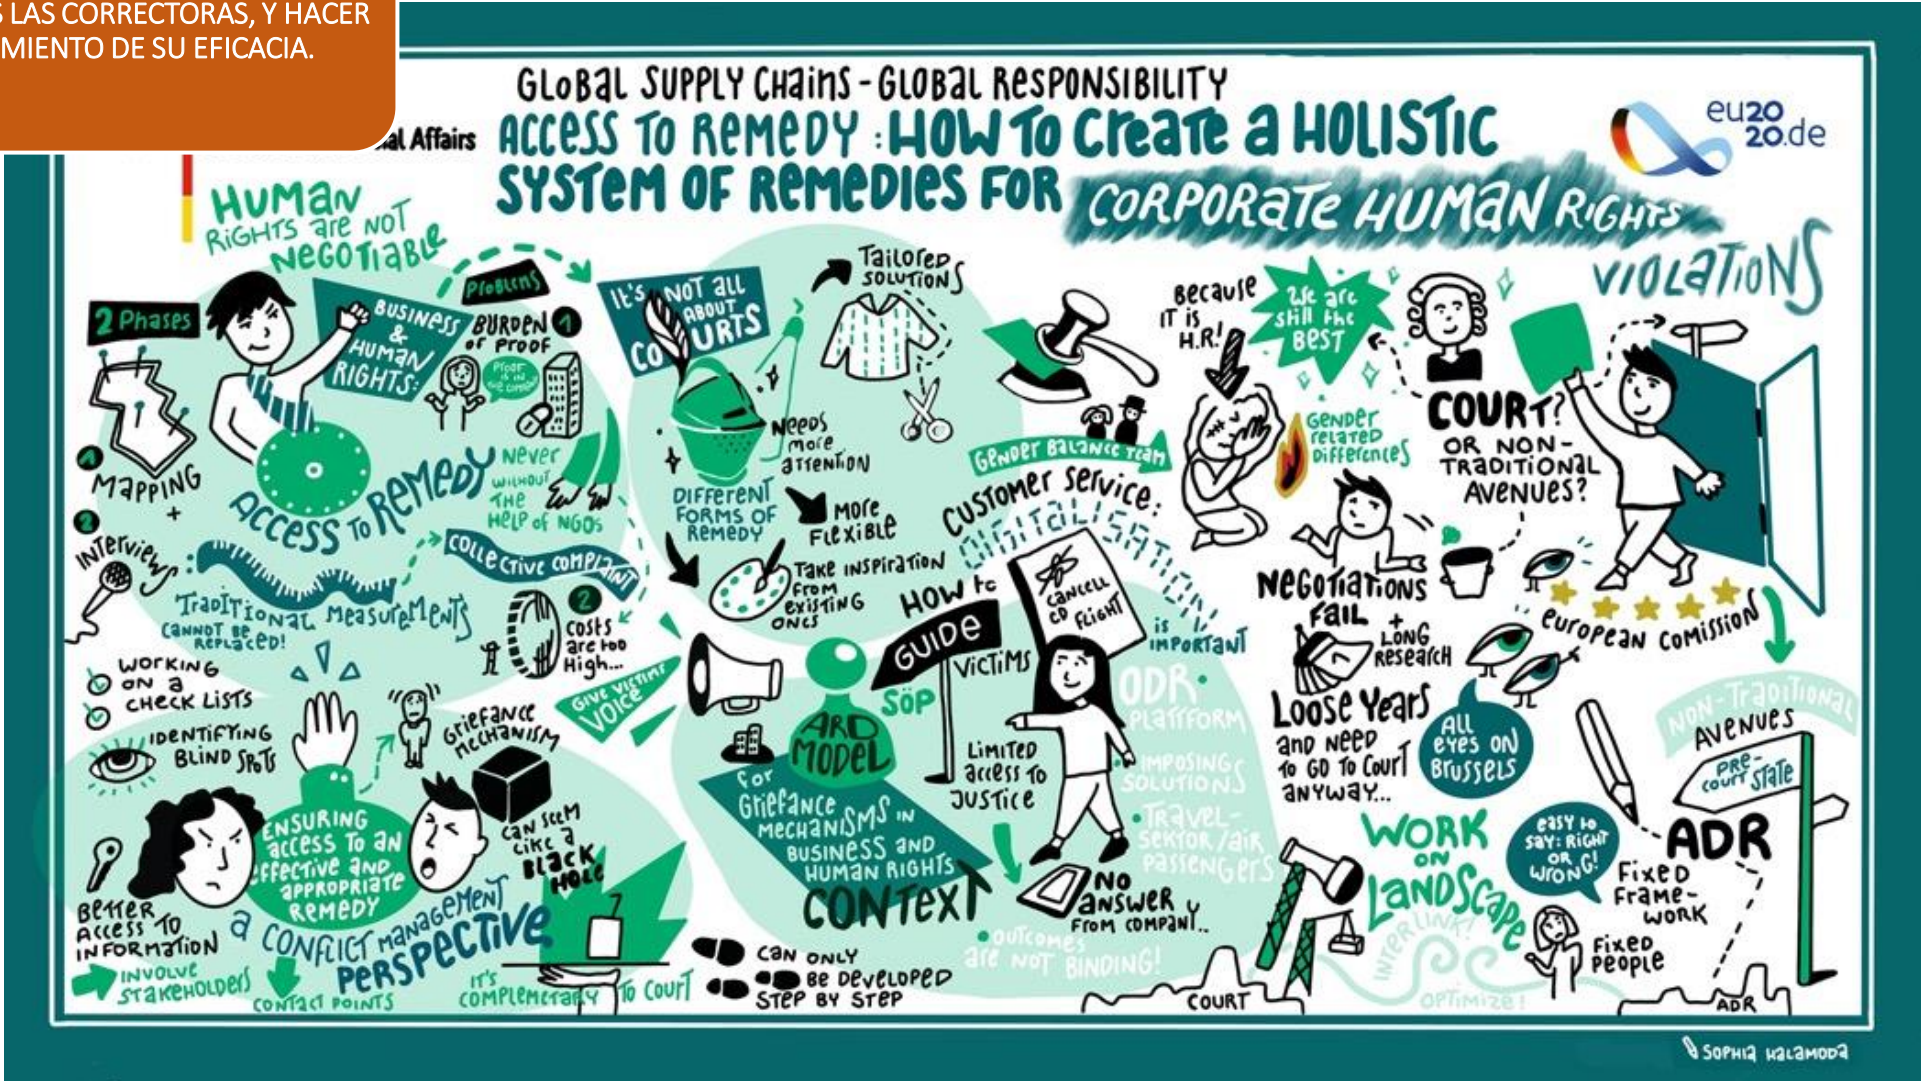 S LAS CORRECTORAS, Y HACER
MIENTO DE SU EFICACIA.
GLOBAL SUPPLY CHAINS - GLOBAL RESPONSIBILITY
al Affairs
ACCESS TO REMEDY : HOW TO CREATE A HOLISTIC
SYSTEM OF REMEDIES FOR CORPORATE HUMAN RIGHTS
VIOLATIONS
eu20
20.de
HUMAN
RIGHTS are NOT
NEGOTIABLE
2 Phases
1
MAPPING
+
2
INTERVIEWS:
BUSINESS
&
HUMAN
RIGHTS:
PROBLEMS
BURDEN 1
OF PROOF
PROOF
IS IN
ACCESS TO REMEDY
NEVER
WITHOUT
THE
HELP OF NGOs
COLLECTIVE COMPLAINT
TRADITIONAL MEASUREMENTS
CANNOT BE
REPLACED!
2
COSTS
are too
High...
WORKING
ON A
CHECK LISTS
IDENTIFYING
BLIND SPOTS
GIVE VICTIMS
VOICE
GRIEFANCE
MECHANISM
CAN SEEM
LIKE A
BLACK
HOLE
ENSURING
ACCESS TO AN
EFFECTIVE AND
APPROPRIATE
REMEDY
BETTER
ACCESS TO
INFORMATION
INVOLVE
STAKEHOLDERS
A CONFLICT MANAGEMENT
PERSPECTIVE
CONTACT POINTS
IT'S
COMPLEMETARY TO COURT
IT'S NOT ALL
ABOUT
COURTS
TAILORED
SOLUTIONS
NEEDS
more
ATTENTION
DIFFERENT
FORMS OF
REMEDY
MORE
FLEXIBLE
TAKE INSPIRATION
FROM
EXISTING
ONES
GENDER BALANCE TEAM
CUSTOMER SERVICE:
DIGITALISATION
is
IMPORTANT
HOW to
GUIDE
VICTIMS
CANCELL
ED FLIGHT
SÖP
ARD
MODEL
for
GRIEFANCE
MECHANISMS IN
BUSINESS AND
HUMAN RIGHTS
CONTEXT
LIMITED
access to
JUSTICE
ODR
PLATTFORM
IMPOSING
SOLUTIONS
TRAVEL-
SEKTOR/AIR
PASSENGERS
NO
ANSWER
FROM COMPANY..
OUTCOMES
are NOT BINDING!
CAN ONLY
BE DEVELOPED
STEP BY STEP
BECAUSE
IT IS
H.R!
We are
still the
BEST
GENDER
RELATED
DIFFERENCES
COURT?
OR NON-
TRADITIONAL
AVENUES?
NEGOTIATIONS
FAIL +
LONG
RESEARCH
7
LOOSE YEARS
and NEED
TO GO TO COURT
ANYWAY...
EUROPEAN COMISSION
ALL
EYES ON
BRUSSELS
NON-TRADITIONAL
AVENUES
PRE-
COURT STATE
ADR
WORK
ON
LANDSCAPE
INTERLINK!
OPTIMIZE!
EASY to
SAY: RIGHT
OR
WRONG!
FIXED
FRAME-
WORK
FIXED
PEOPLE
COURT
ADR
SOPHIA HALAMODA